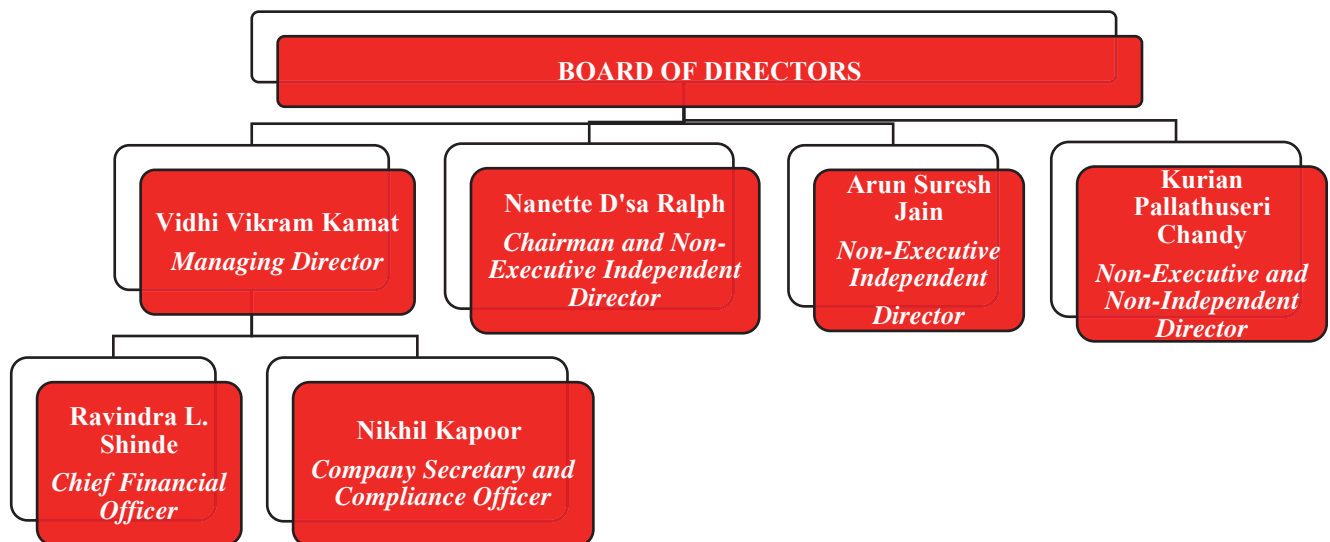 BOARD OF DIRECTORS
Vidhi Vikram Kamat
Managing Director
Nanette D'sa Ralph
Chairman and Non-
Executive Independent
Director
Arun Suresh
Jain
Non-Executive
Independent
Director
Kurian
Pallathuseri
Chandy
Non-Executive and
Non-Independent
Director
Ravindra L.
Shinde
Chief Financial
Officer
Nikhil Kapoor
Company Secretary and
Compliance Officer